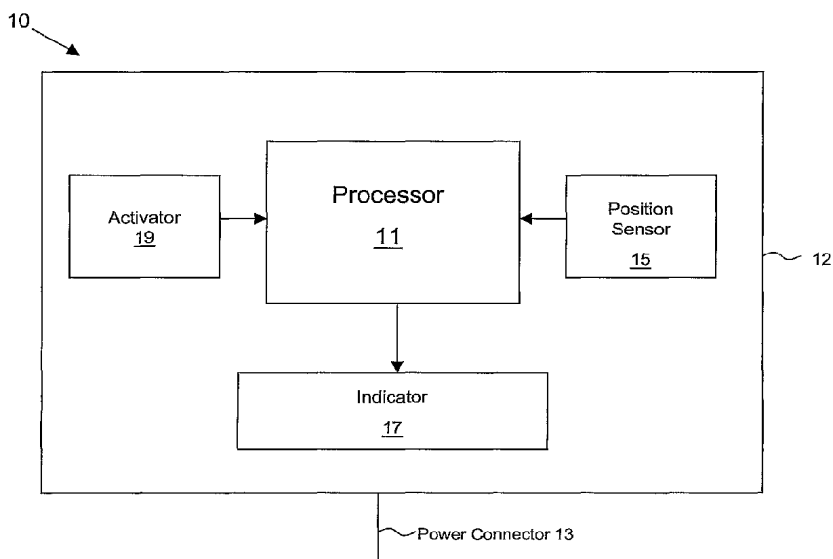 10
Processor
11
Activator
19
Position
Sensor
15
12
Indicator
17
Power Connector 13